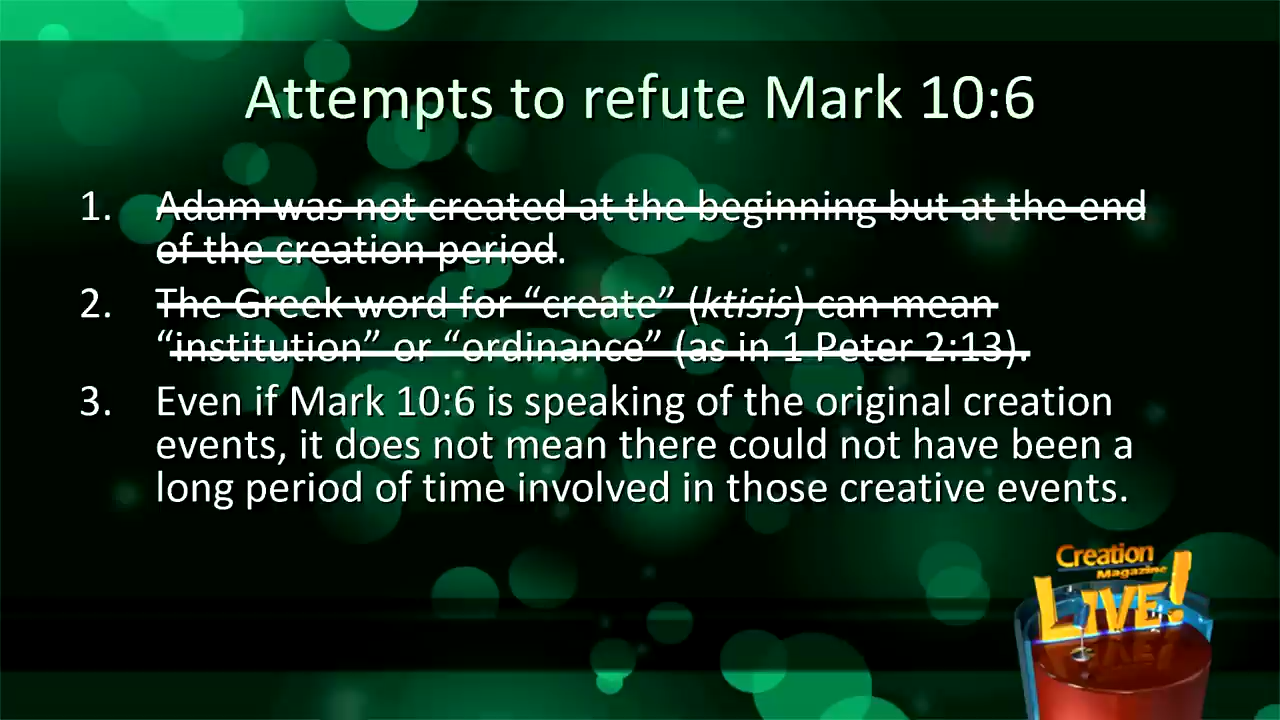 Attempts to refute Mark 10:6
1. Adam was not created at the beginning but at the end
of the creation period.
2. The Greek word for “create” (ktisis) can mean
“institution” or “ordinance” (as in 1 Peter 2:13).
3. Even if Mark 10:6 is speaking of the original creation
events, it does not mean there could not have been a
long period of time involved in those creative events.
Creation
Magazine
LIVE!